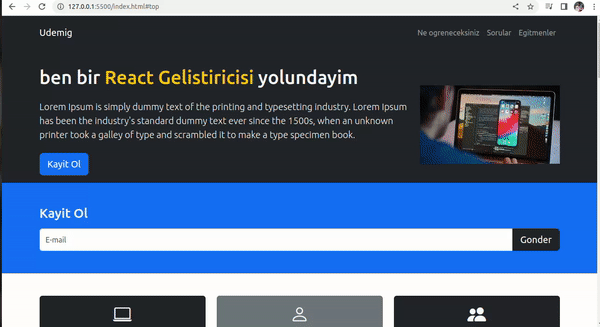 127.0.0.1:5500/index.html#top
Udemig
Ne ogreneceksiniz Sorular Egitmenler
ben bir React Gelistiricisi yolundayim
Lorem Ipsum is simply dummy text of the printing and typesetting industry. Lorem Ipsum
has been the industry's standard dummy text ever since the 1500s, when an unknown
printer took a galley of type and scrambled it to make a type specimen book.
Kayit Ol
Kayit Ol
E-mail
Gonder